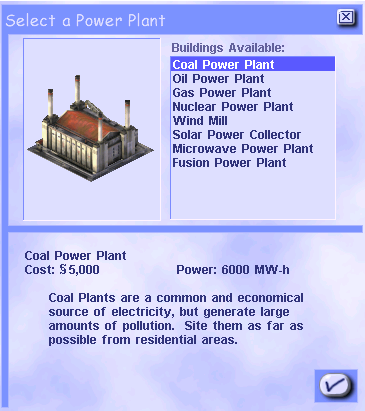 Select a Power Plant
Buildings Available:
Coal Power Plant
Oil Power Plant
Gas Power Plant
Nuclear Power Plant
Wind Mill
Solar Power Collector
Microwave Power Plant
Fusion Power Plant
Coal Power Plant
Cost: §5,000 Power: 6000 MW-h
Coal Plants are a common and economical
source of electricity, but generate large
amounts of pollution. Site them as far as
possible from residential areas.